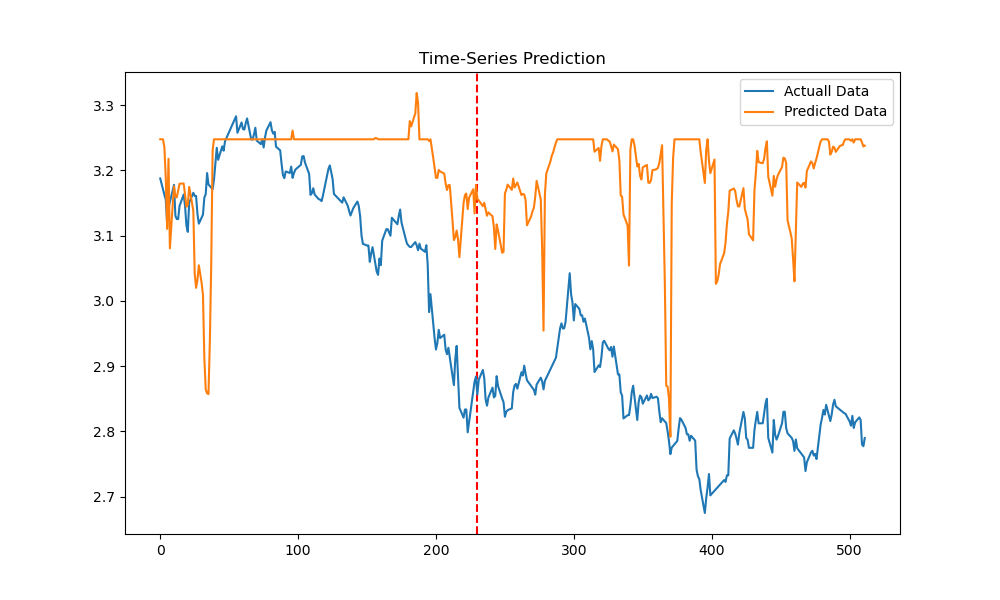 Time-Series Prediction
Actuall Data
Predicted Data
3.3
3.2
3.1
3.0
2.9
2.8
2.7
0 100 200 300 400 500